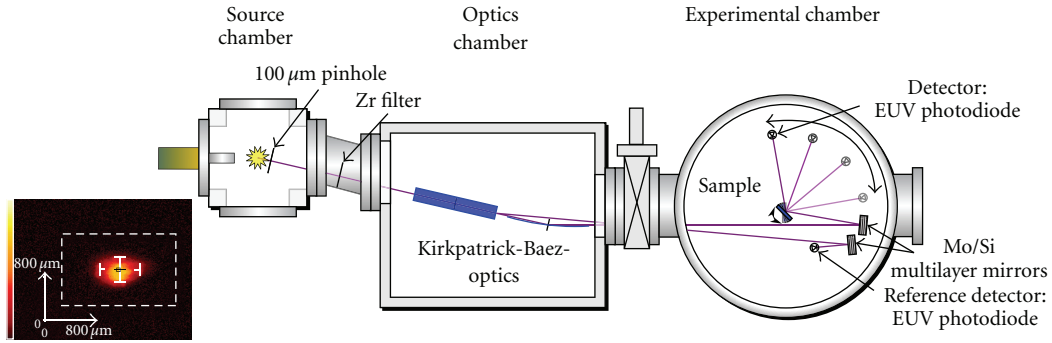 Source
chamber
Optics
chamber
Experimental chamber
100 μm pinhole
Zr filter
Detector:
EUV photodiode
Sample
Kirkpatrick-Baez-
optics
Mo/Si
multilayer mirrors
Reference detector:
EUV photodiode
800 μm
0
0
800 μm